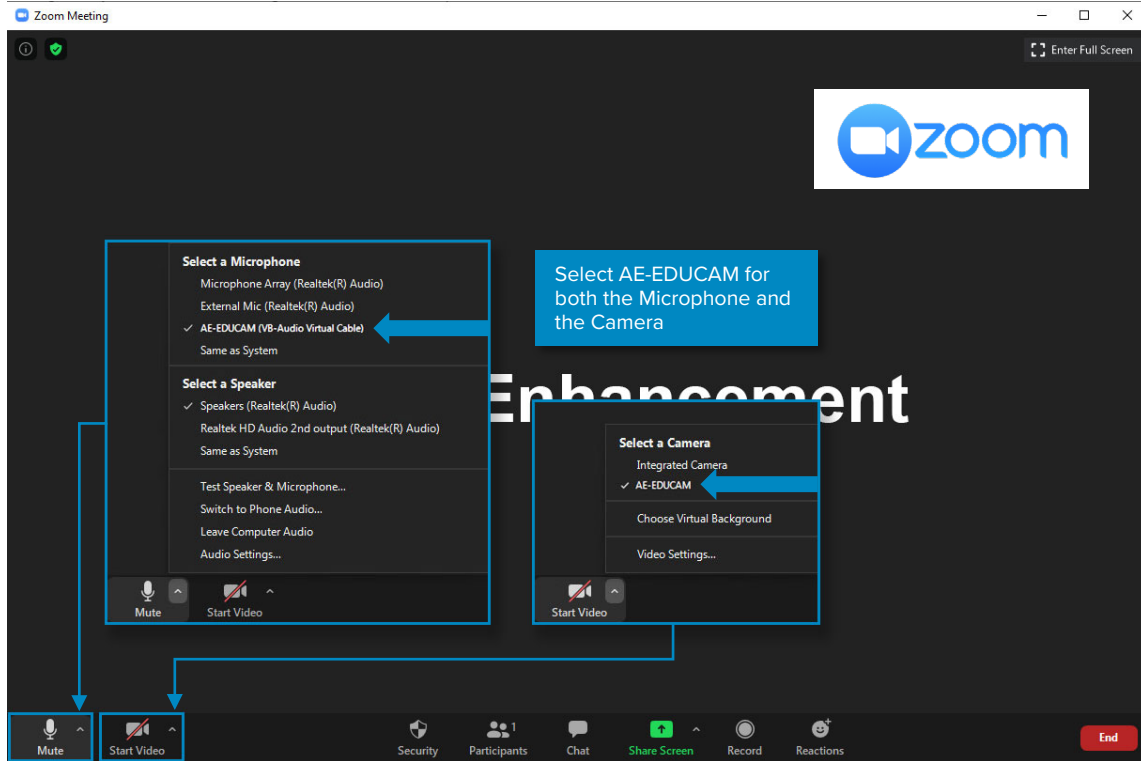 Zoom Meeting
Enter Full Screen
zoom
Select a Microphone
Microphone Array (Realtek(R) Audio)
External Mic (Realtek(R) Audio)
✓ AE-EDUCAM (VB-Audio Virtual Cable)
Same as System
Select a Speaker
✓ Speakers (Realtek(R) Audio)
Realtek HD Audio 2nd output (Realtek(R) Audio)
Same as System
Test Speaker & Microphone...
Switch to Phone Audio...
Leave Computer Audio
Audio Settings...
Mute
Start Video
Select AE-EDUCAM for
both the Microphone and
the Camera
Enhancement
Select a Camera
Integrated Camera
✓ AE-EDUCAM
Choose Virtual Background
Video Settings...
Start Video
Mute
Start Video
Security
Participants
1
Chat
Share Screen
Record
Reactions
End